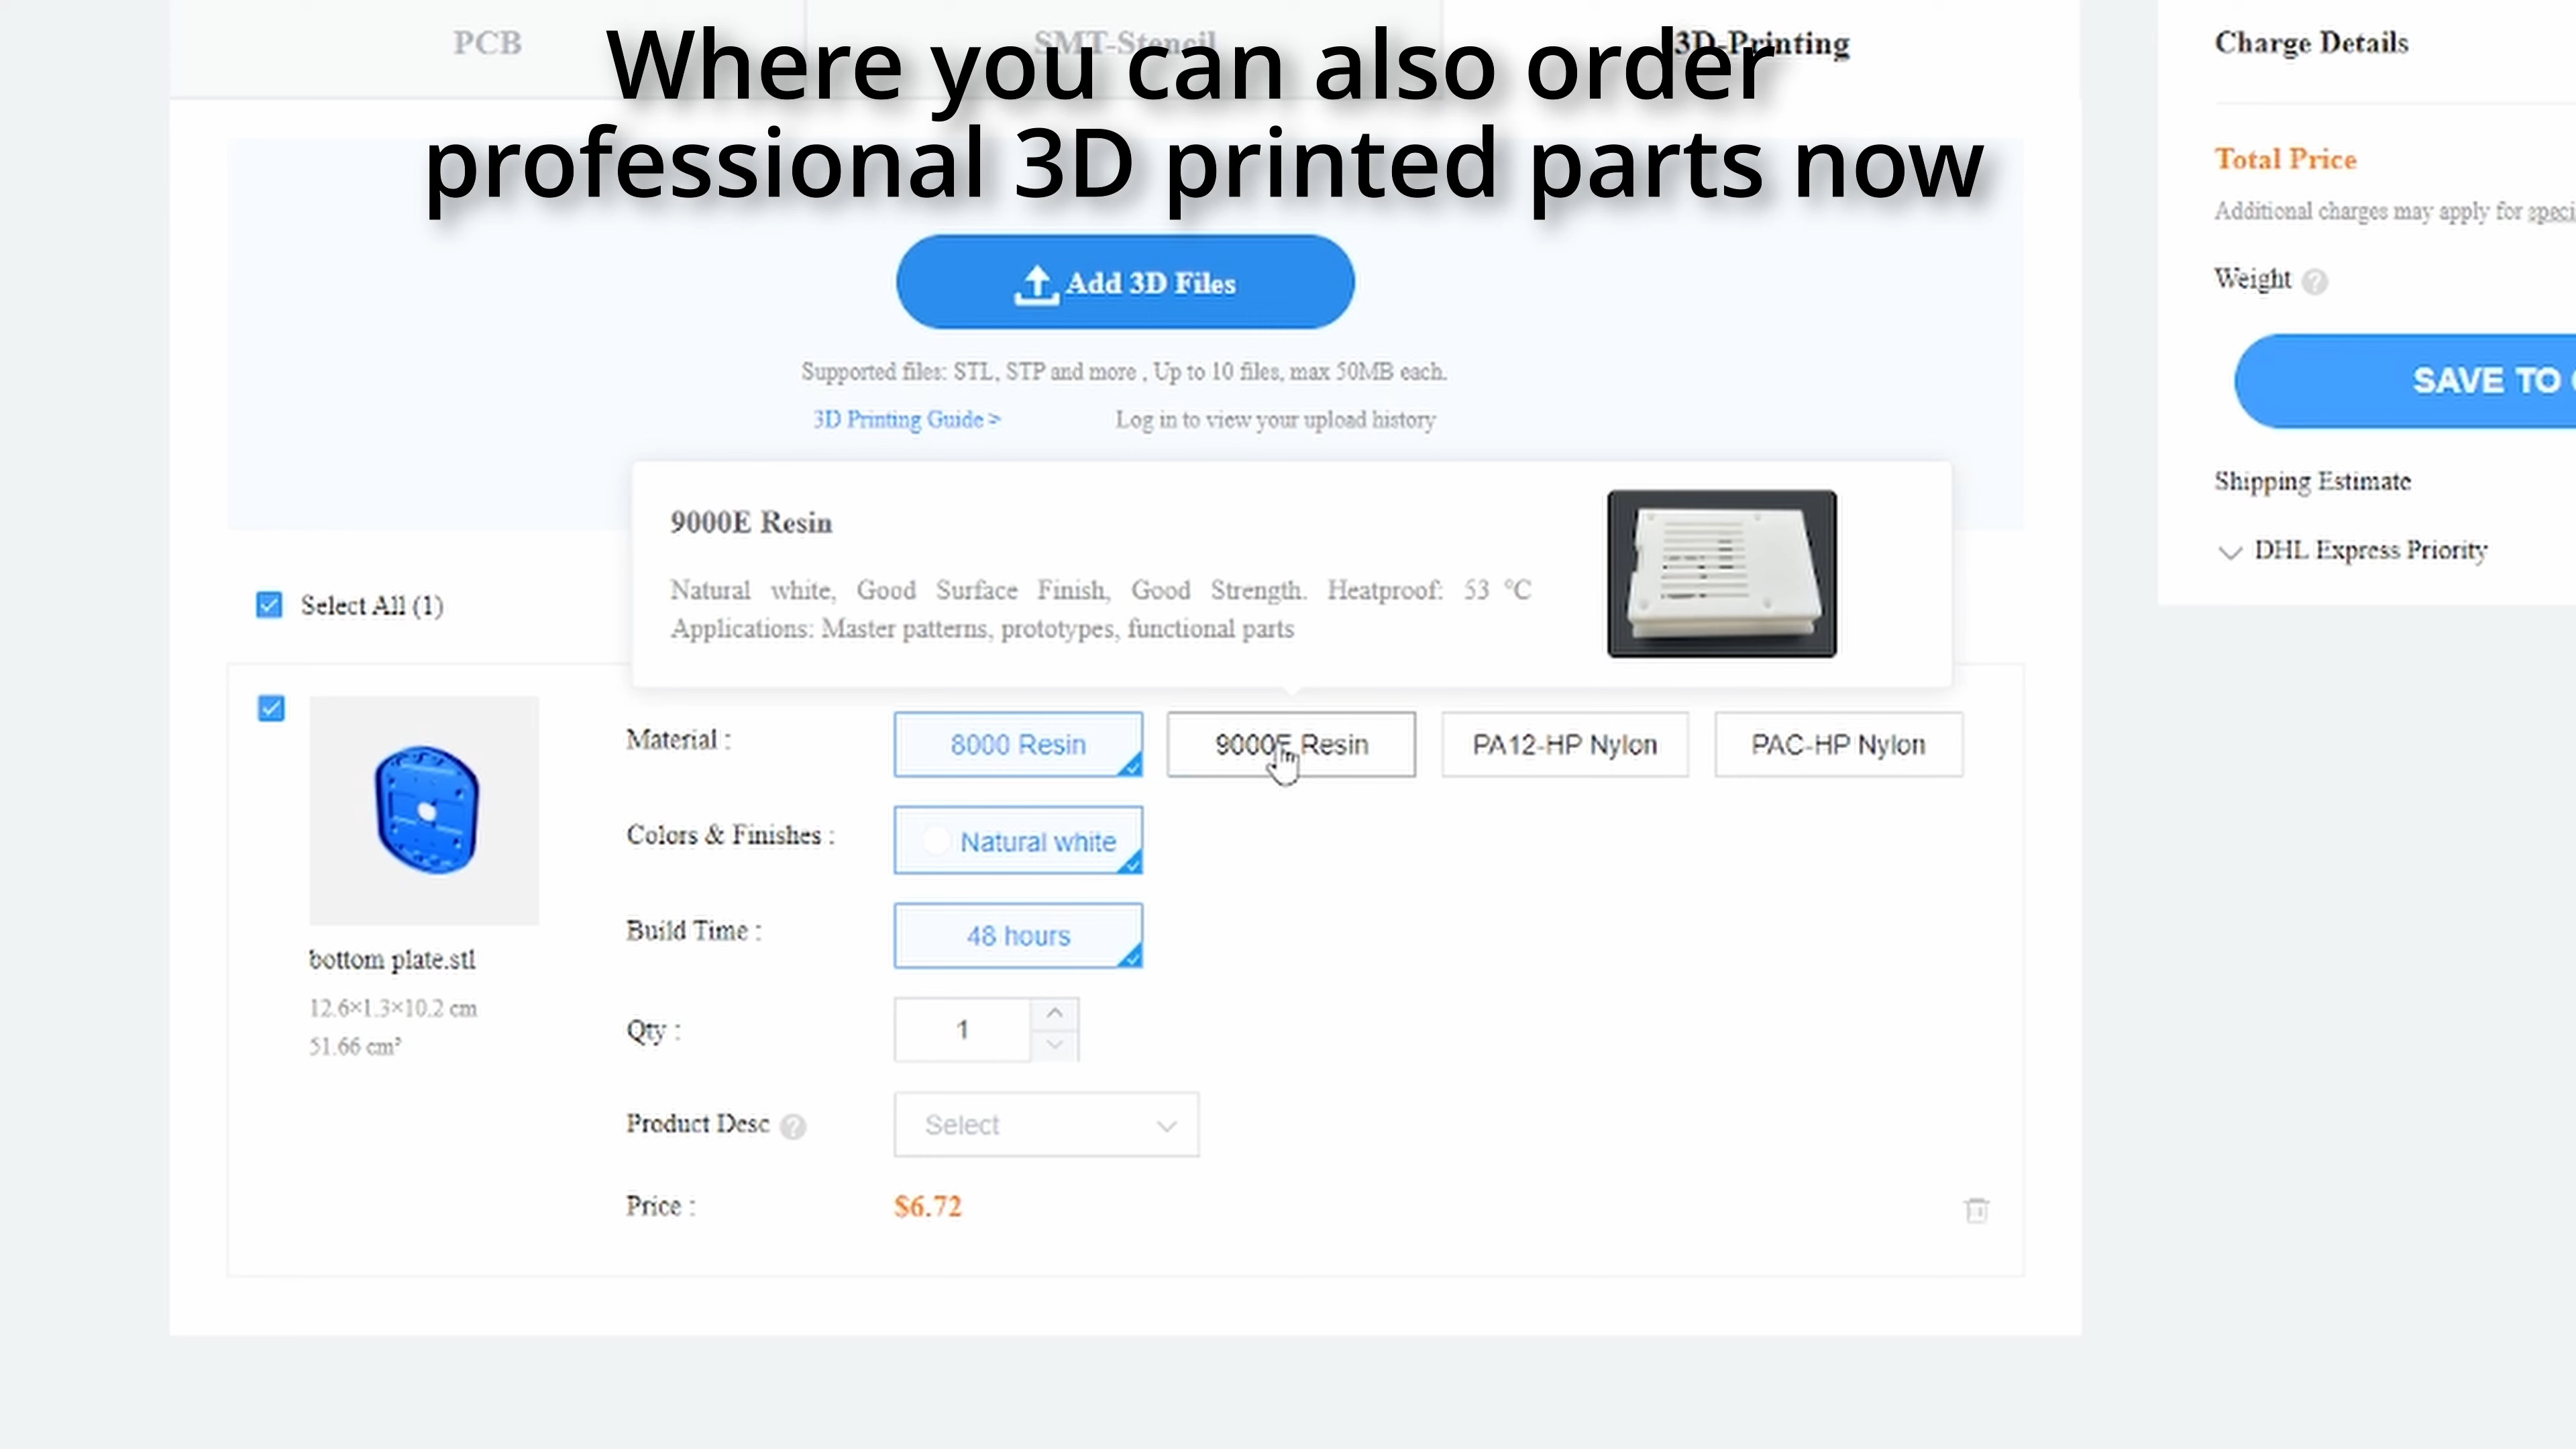 Where you can also order
professional 3D printed parts now
PCB
SMT-Stencil
3D-Printing
Charge Details
Total Price
Additional charges may apply for
Weight
Add 3D Files
Supported files: STL, STP and more , Up to 10 files, max 50MB each.
3D Printing Guide >
Log in to view your upload history
SAVE TO
Shipping Estimate
DHL Express Priority
9000E Resin
Natural white, Good Surface Finish, Good Strength. Heatproof: 53 °C
Applications: Master patterns, prototypes, functional parts
Select All (1)
Material :
8000 Resin
9000E Resin
PA12-HP Nylon
PAC-HP Nylon
Colors & Finishes :
Natural white
Build Time :
48 hours
bottom plate.stl
12.6×1.3×10.2 cm
51.66 cm³
Qty :
1
Product Desc
Select
Price :
$6.72